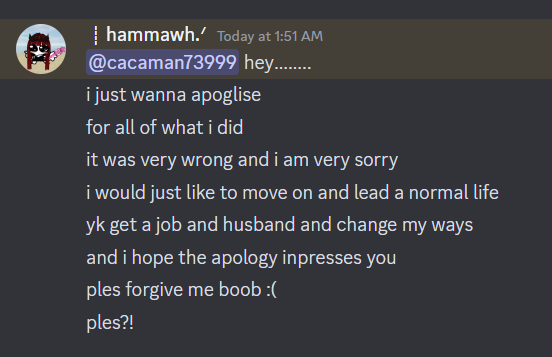 ┊ hammawh.ᐟ Today at 1:51 AM
@cacaman73999 hey........
i just wanna apoglise
for all of what i did
it was very wrong and i am very sorry
i would just like to move on and lead a normal life
yk get a job and husband and change my ways
and i hope the apology inpresses you
ples forgive me boob :(
ples?!